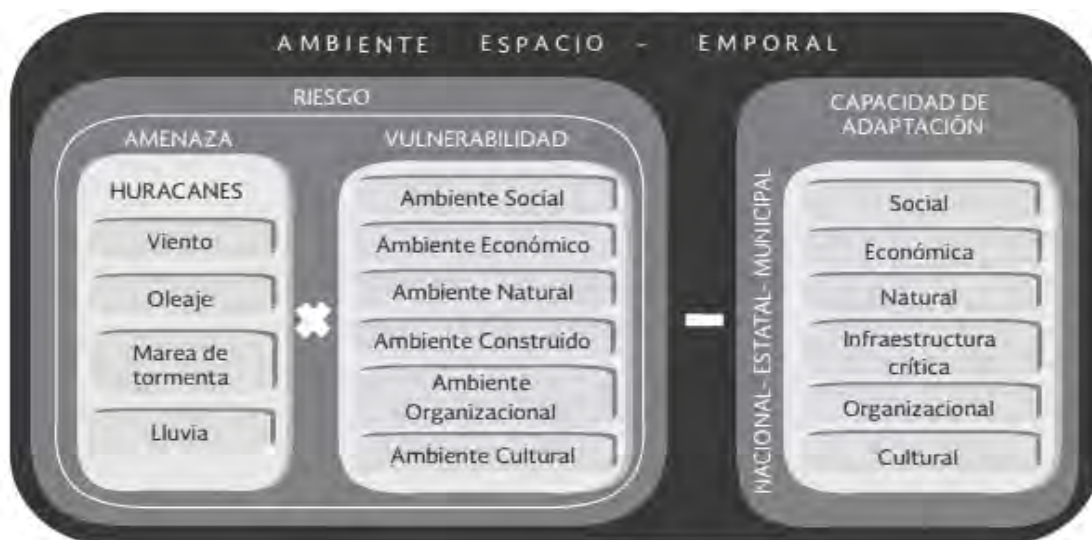 AMBIENTE ESPACIO - EMPORAL
RIESGO
AMENAZA
HURACANES
Viento
Oleaje
Marea de
tormenta
Lluvia
VULNERABILIDAD
Ambiente Social
Ambiente Económico
Ambiente Natural
Ambiente Construido
Ambiente
Organizacional
Ambiente Cultural
CAPACIDAD DE
ADAPTACIÓN
NACIONAL- ESTATAL- MUNICIPAL
Social
Económica
Natural
Infraestructura
crítica
Organizacional
Cultural